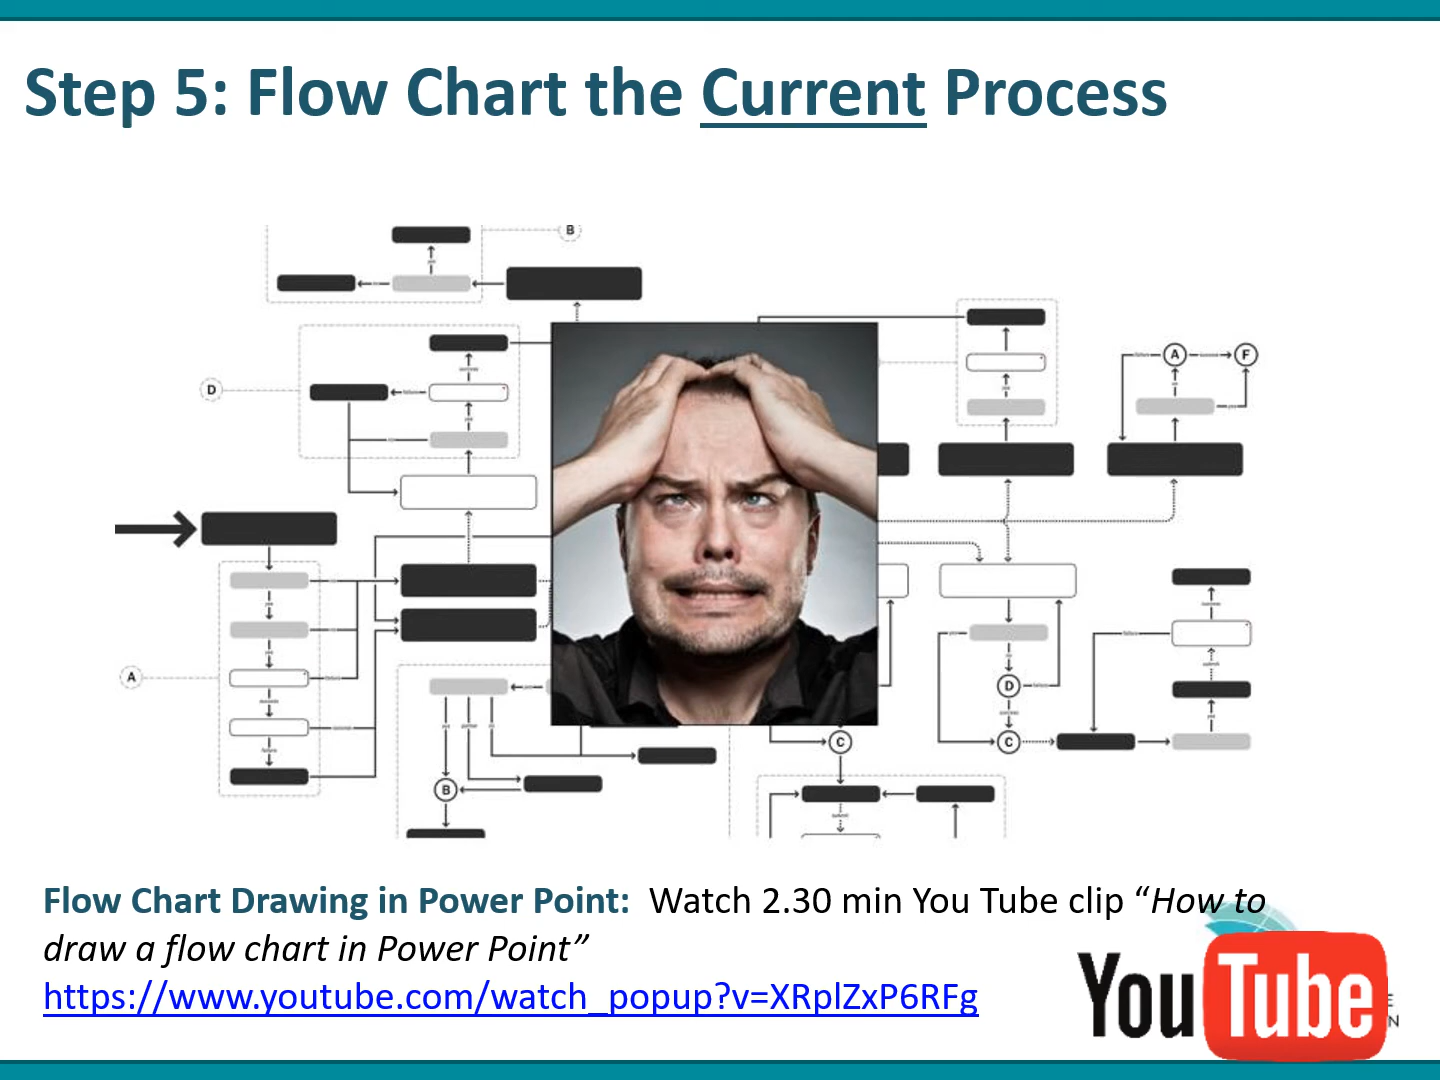 Step 5: Flow Chart the Current Process
B
D
A
F
A
D
C
C
B
Flow Chart Drawing in Power Point: Watch 2.30 min You Tube clip “How to
draw a flow chart in Power Point”
https://www.youtube.com/watch_popup?v=XRplZxP6RFg
YouTube
E
N